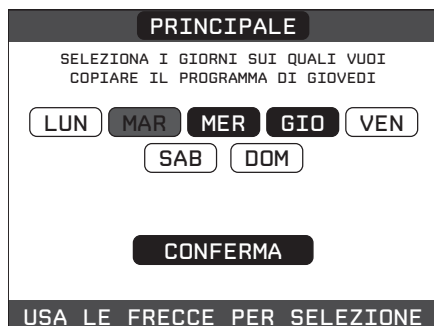 PRINCIPALE
SELEZIONA I GIORNI SUI QUALI VUOI
COPIARE IL PROGRAMMA DI GIOVEDI
LUN MAR MER GIO VEN
SAB DOM
CONFERMA
USA LE FRECCE PER SELEZIONE